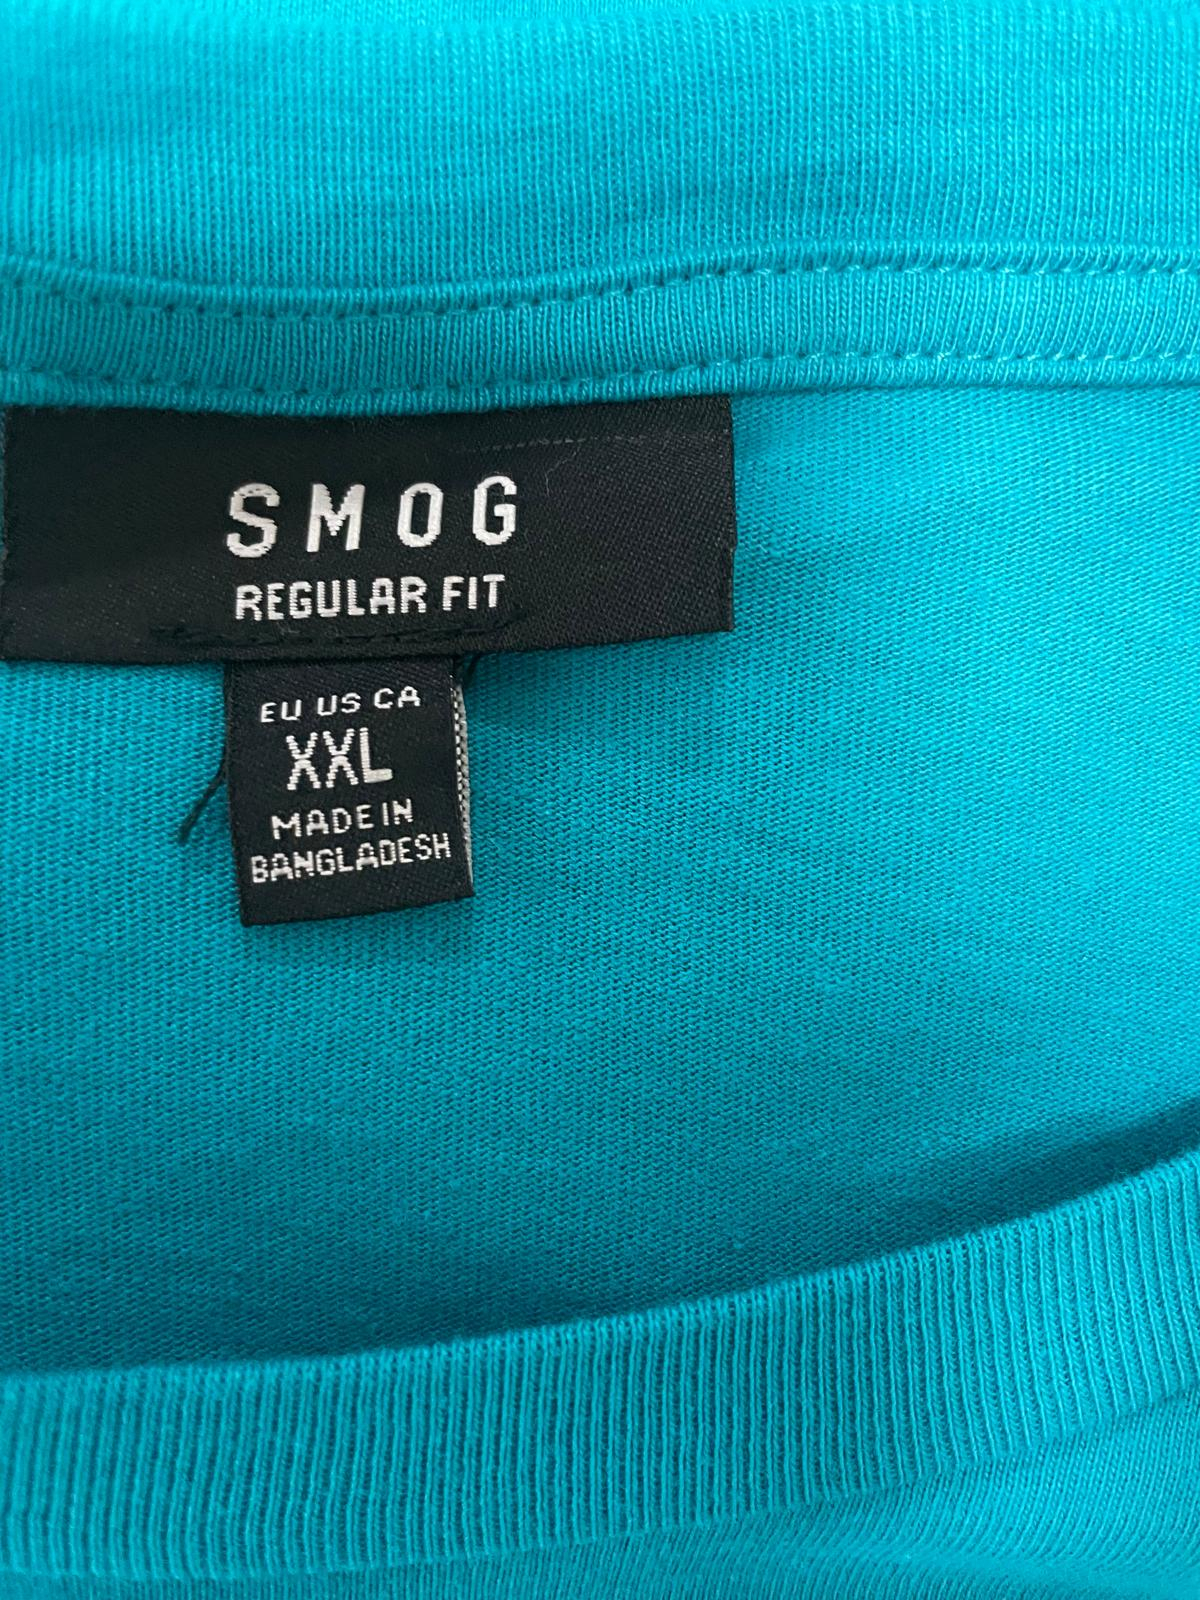 SMOG
REGULAR FIT
EU US CA
XXL
MADE IN
BANGLADESH